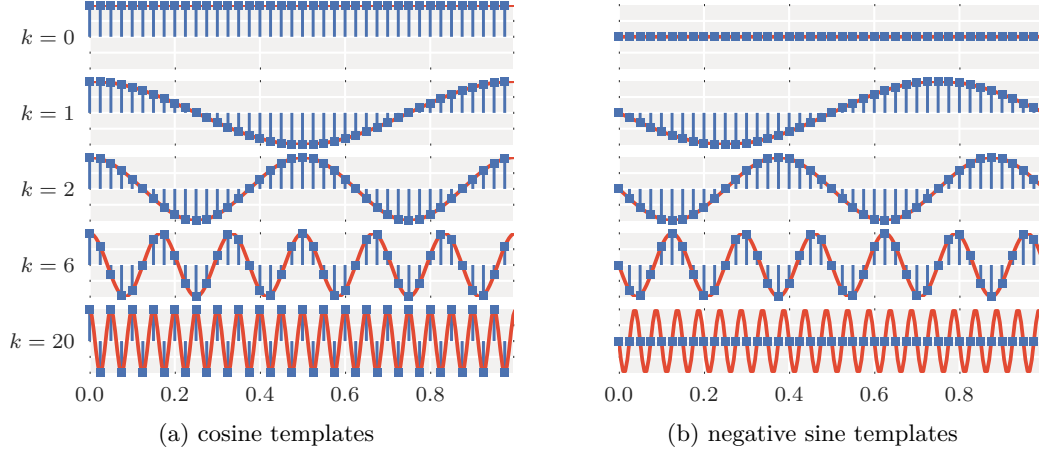 k = 0
k = 1
k = 2
k = 6
k = 20
0.0 0.2 0.4 0.6 0.8
0.0 0.2 0.4 0.6 0.8
(a) cosine templates
(b) negative sine templates